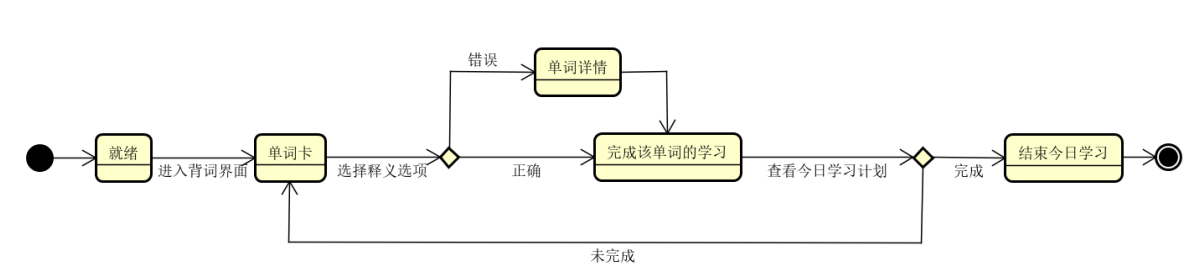 错误
单词详情
就绪
进入背词界面
单词卡
选择释义选项
正确
完成该单词的学习
查看今日学习计划
完成
结束今日学习
未完成